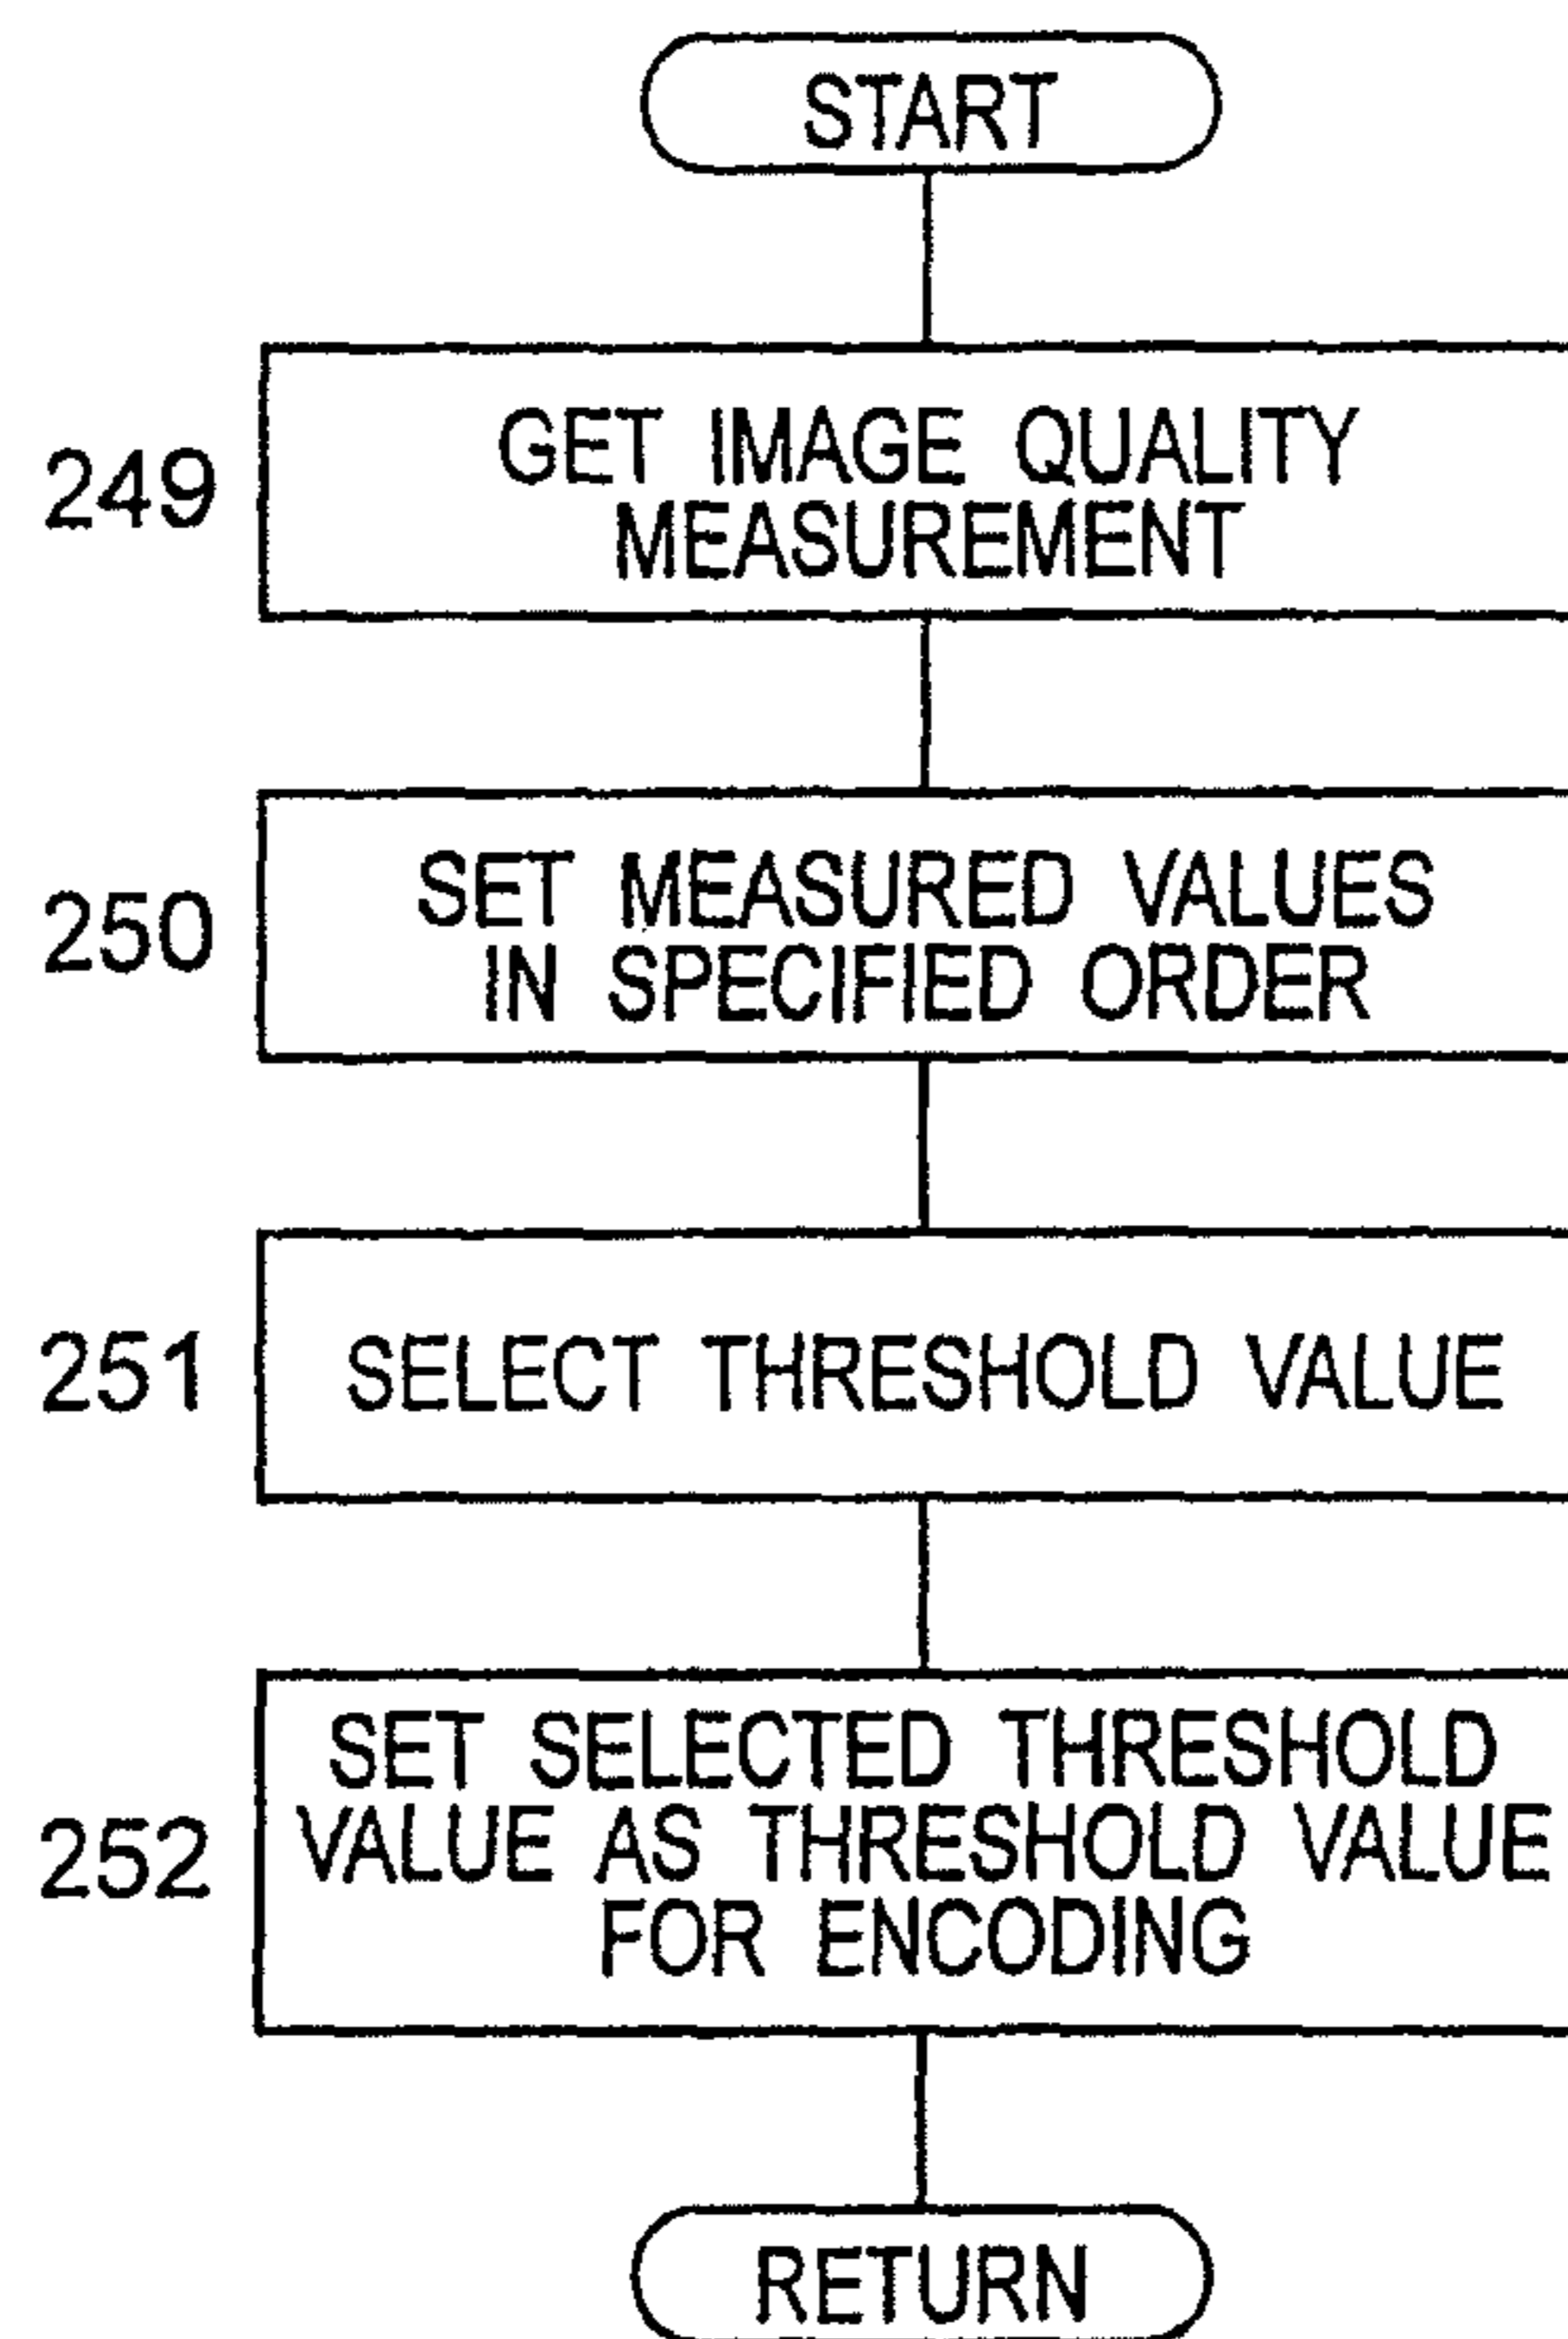 START
249
GET IMAGE QUALITY
MEASUREMENT
250
SET MEASURED VALUES
IN SPECIFIED ORDER
251
SELECT THRESHOLD VALUE
252
SET SELECTED THRESHOLD
VALUE AS THRESHOLD VALUE
FOR ENCODING
RETURN